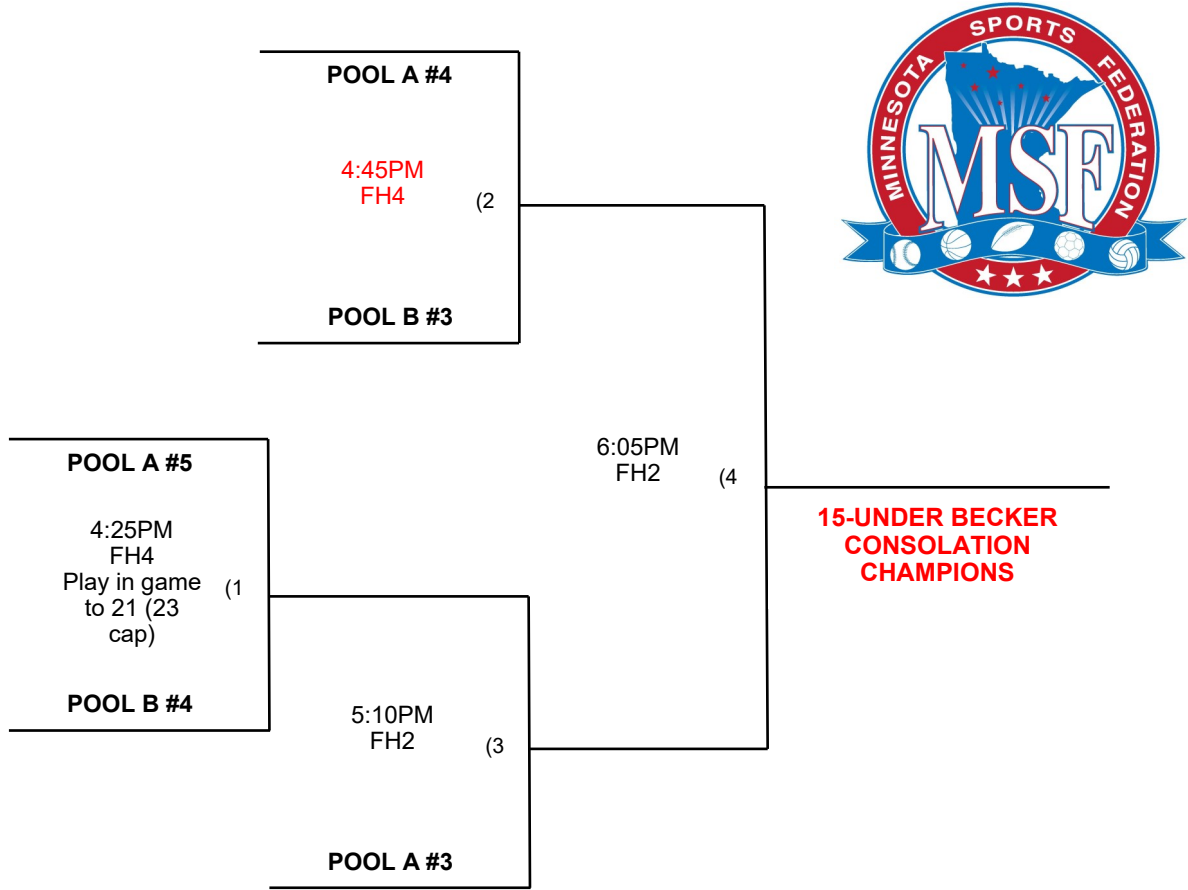 MINNESOTA SPORTS FEDERATION
MSF
POOL A #4
4:45PM
FH4
(2
POOL B #3
6:05PM
FH2
(4
POOL A #5
4:25PM
FH4
Play in game
to 21 (23
cap)
(1
15-UNDER BECKER
CONSOLATION
CHAMPIONS
POOL B #4
5:10PM
FH2
(3
POOL A #3